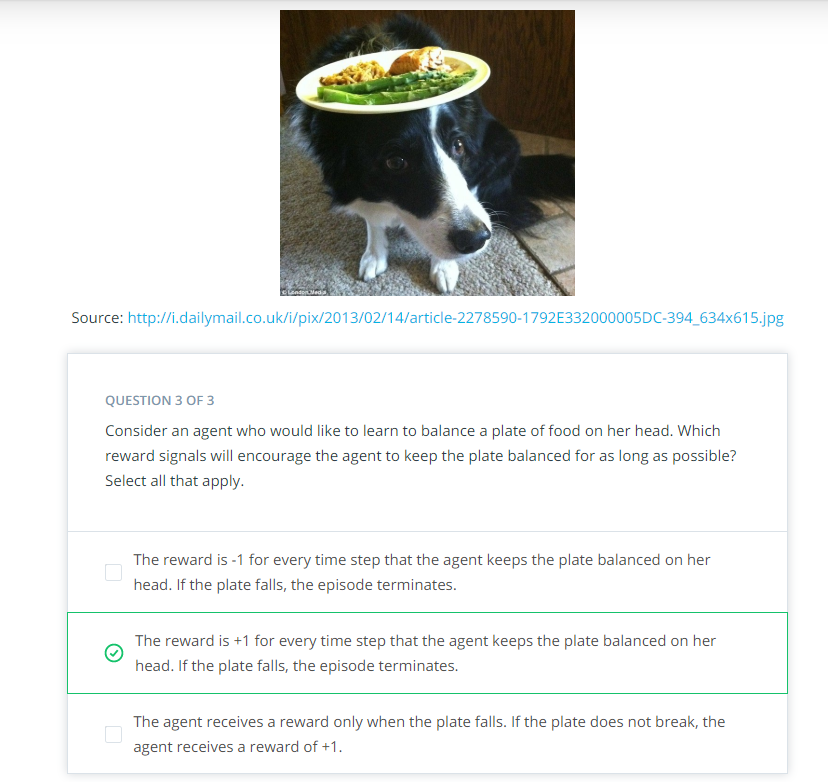 © London Media
Source: http://i.dailymail.co.uk/i/pix/2013/02/14/article-2278590-1792E332000005DC-394_634x615.jpg
QUESTION 3 OF 3
Consider an agent who would like to learn to balance a plate of food on her head. Which
reward signals will encourage the agent to keep the plate balanced for as long as possible?
Select all that apply.
The reward is -1 for every time step that the agent keeps the plate balanced on her
head. If the plate falls, the episode terminates.
The reward is +1 for every time step that the agent keeps the plate balanced on her
head. If the plate falls, the episode terminates.
The agent receives a reward only when the plate falls. If the plate does not break, the
agent receives a reward of +1.